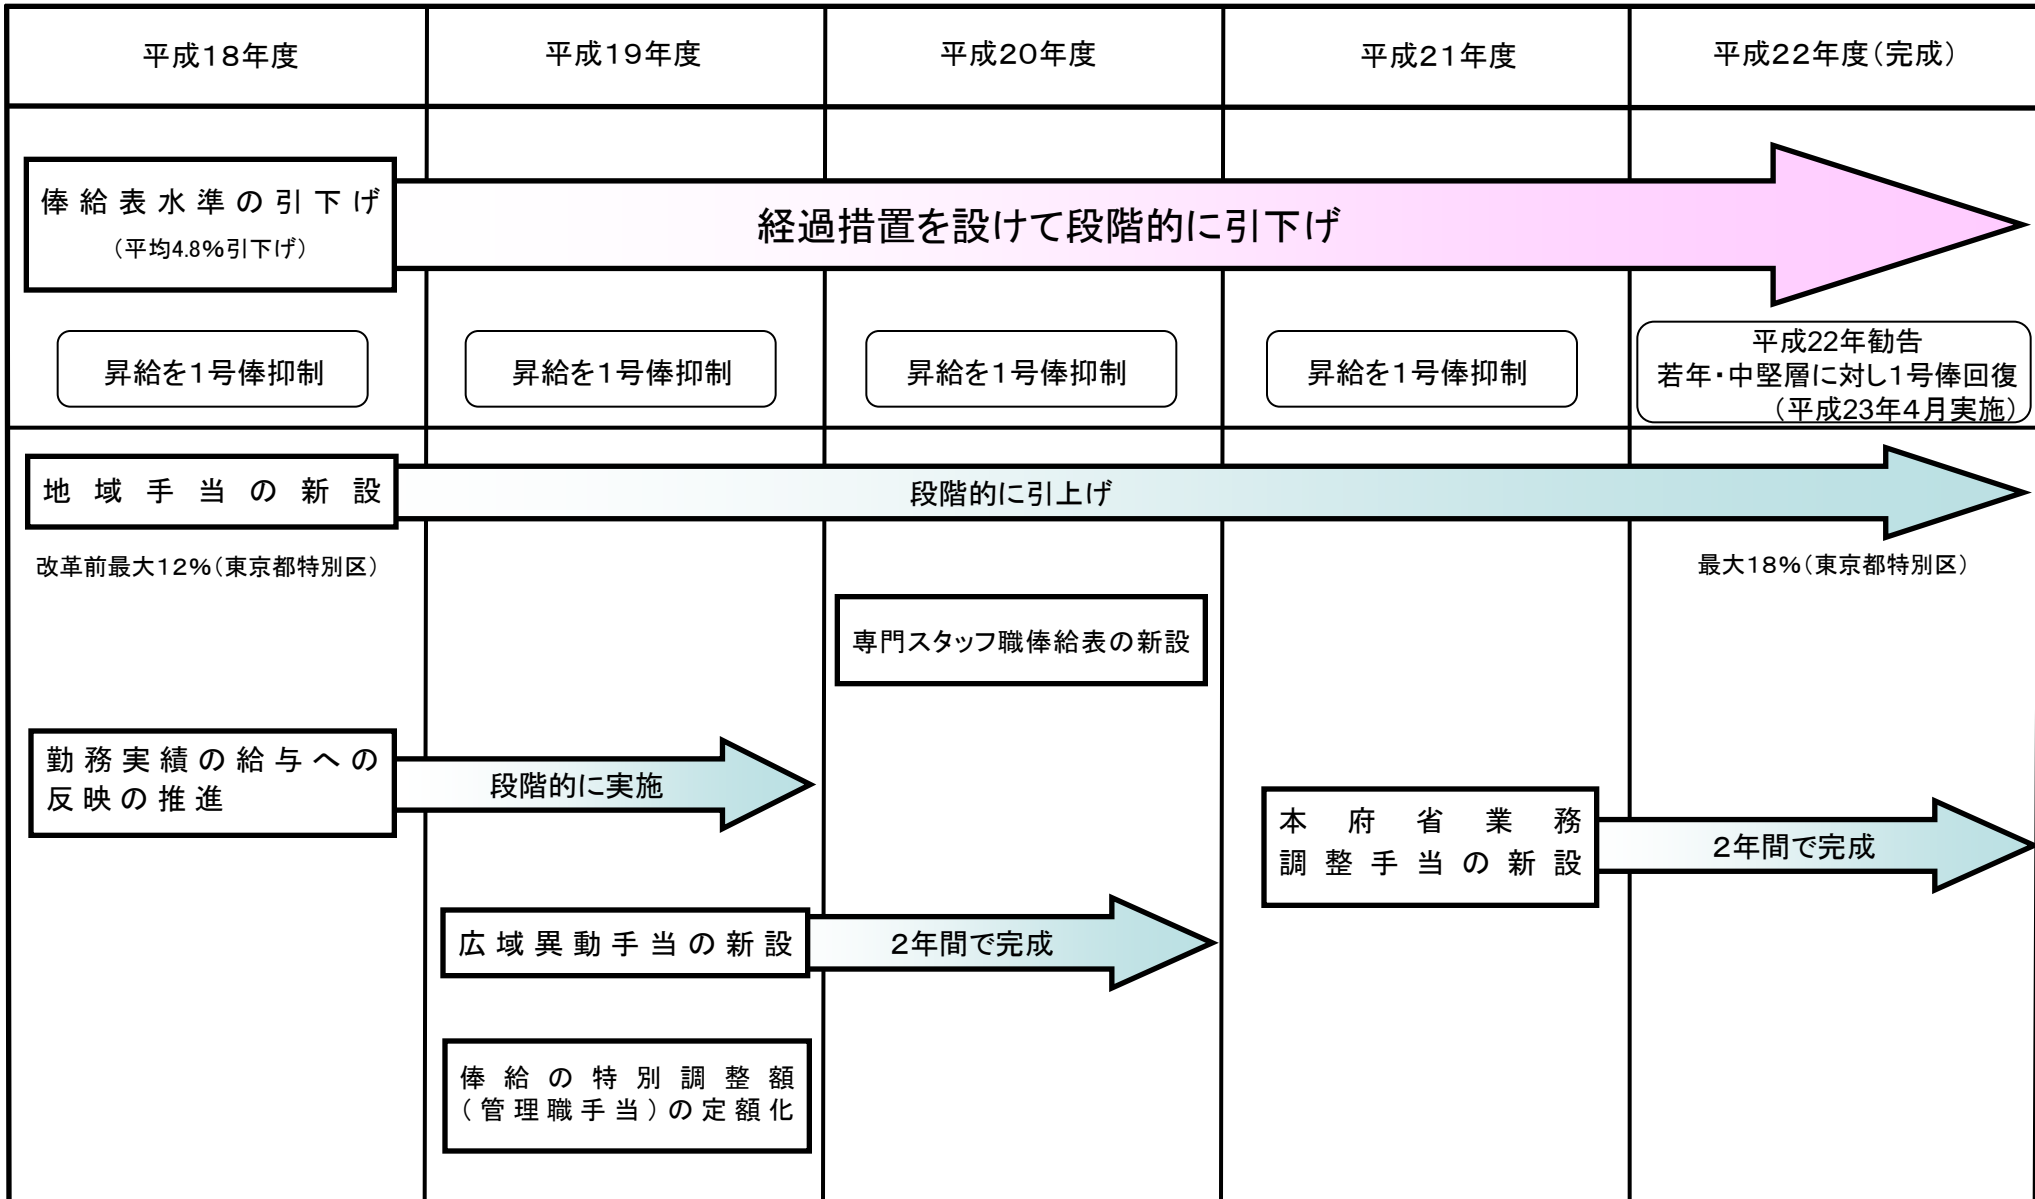 平成18年度
平成19年度
平成20年度
平成21年度
平成22年度(完成)
俸給表水準の引下げ
(平均4.8%引下げ)
経過措置を設けて段階的に引下げ
昇給を1号俸抑制
昇給を1号俸抑制
昇給を1号俸抑制
昇給を1号俸抑制
平成22年勧告
若年・中堅層に対し1号俸回復
(平成23年4月実施)
地域手当の新設
段階的に引上げ
改革前最大12%(東京都特別区)
最大18%(東京都特別区)
専門スタッフ職俸給表の新設
勤務実績の給与への
反映の推進
段階的に実施
本府省業務
調整手当の新設
2年間で完成
広域異動手当の新設
2年間で完成
俸給の特別調整額
(管理職手当)の定額化